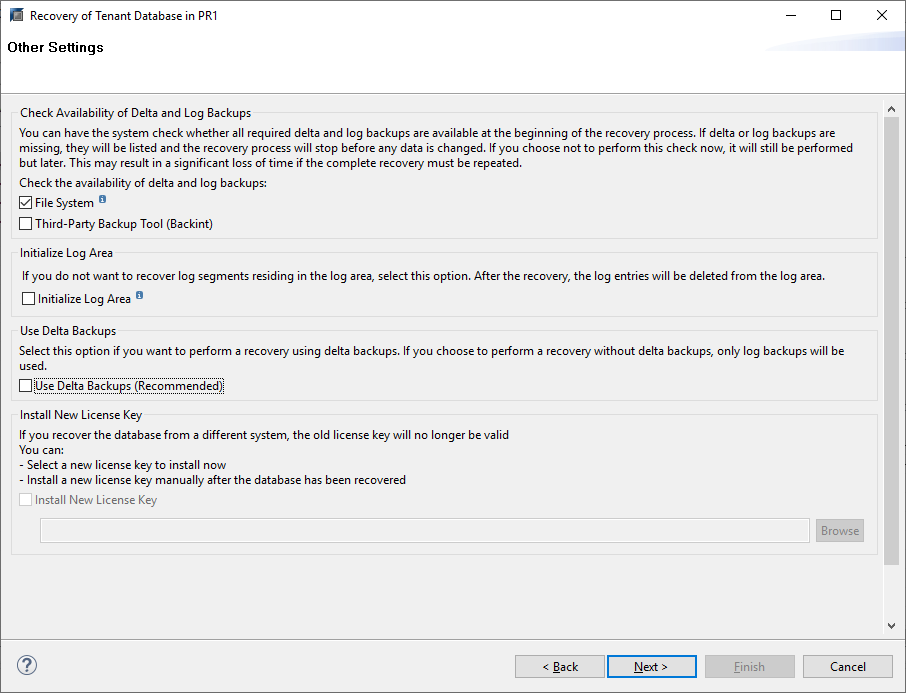 Recovery of Tenant Database in PR1
Other Settings
Check Availability of Delta and Log Backups
You can have the system check whether all required delta and log backups are available at the beginning of the recovery process. If delta or log backups are
missing, they will be listed and the recovery process will stop before any data is changed. If you choose not to perform this check now, it will still be performed
but later. This may result in a significant loss of time if the complete recovery must be repeated.
Check the availability of delta and log backups:
File System
Third-Party Backup Tool (Backint)
Initialize Log Area
If you do not want to recover log segments residing in the log area, select this option. After the recovery, the log entries will be deleted from the log area.
Initialize Log Area
Use Delta Backups
Select this option if you want to perform a recovery using delta backups. If you choose to perform a recovery without delta backups, only log backups will be
used.
Use Delta Backups (Recommended)
Install New License Key
If you recover the database from a different system, the old license key will no longer be valid
You can:
- Select a new license key to install now
- Install a new license key manually after the database has been recovered
Install New License Key
Browse
? < Back Next > Finish Cancel